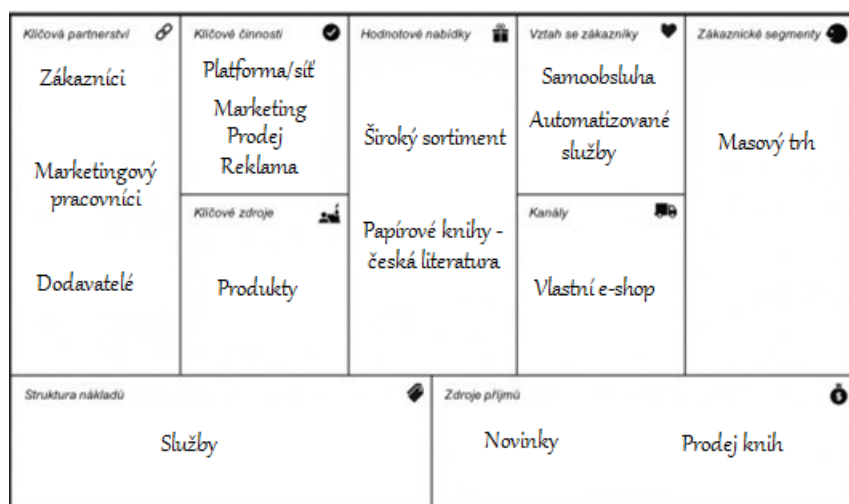 Klíčová partnerství
Zákazníci
Marketingový
pracovníci
Dodavatelé
Klíčové činnosti
Platforma/síť
Marketing
Prodej
Reklama
Klíčové zdroje
Produkty
Hodnotové nabídky
Široký sortiment
Papírové knihy -
česká literatura
Vztah se zákazníky
Samoobsluha
Automatizované
služby
Kanály
Vlastní e-shop
Zákaznické segmenty
Masový trh
Struktura nákladů
Služby
Zdroje příjmů
Novinky
Prodej knih